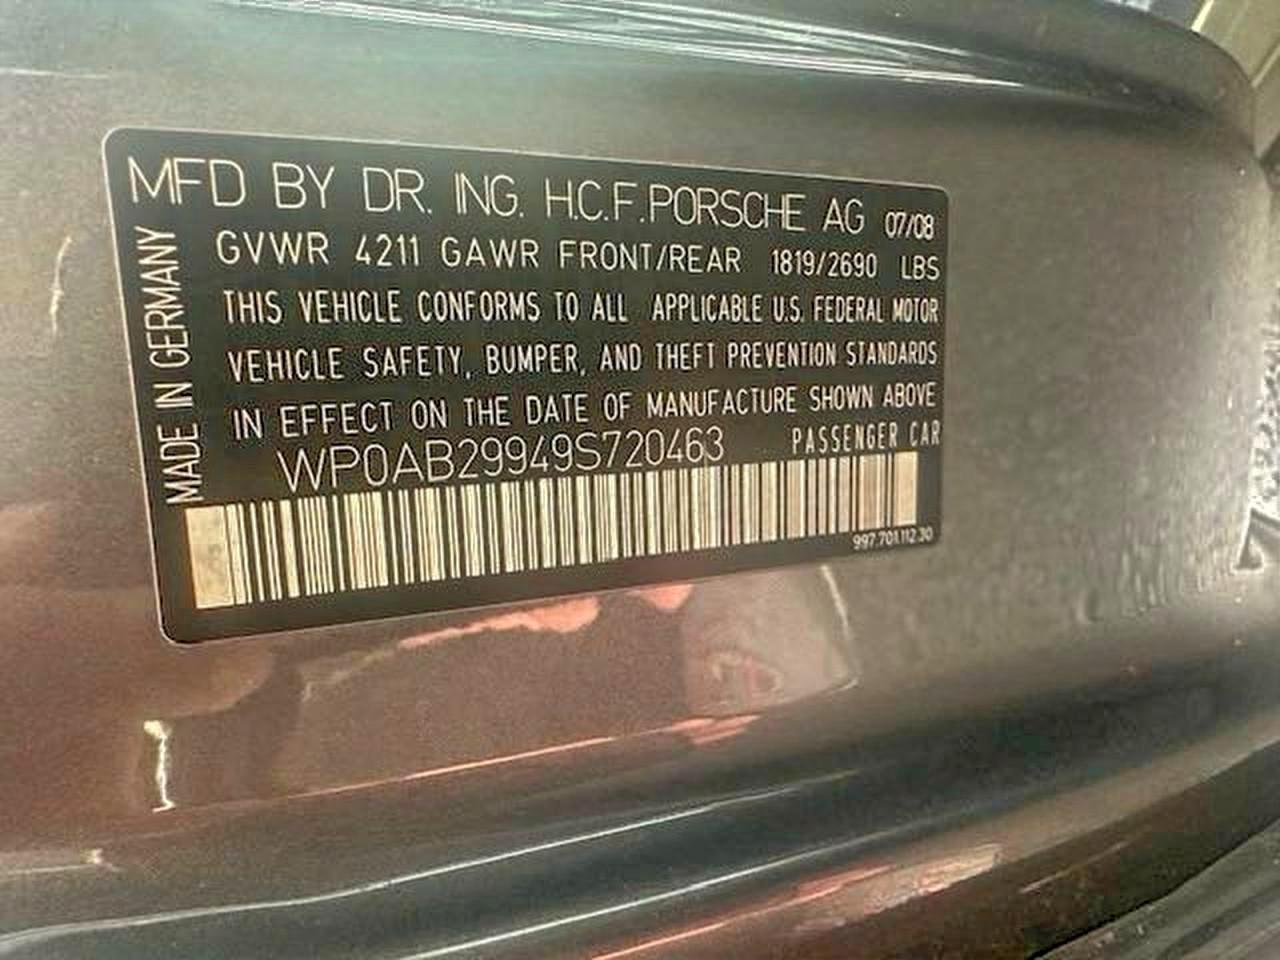 MFD BY DR. ING. H.C.F.PORSCHE AG 07/08
GVWR 4211 GAWR FRONT/REAR 1819/2690 LBS
THIS VEHICLE CONFORMS TO ALL APPLICABLE U.S. FEDERAL MOTOR
VEHICLE SAFETY, BUMPER, AND THEFT PREVENTION STANDARDS
IN EFFECT ON THE DATE OF MANUFACTURE SHOWN ABOVE
WP0AB29949S720463 PASSENGER CAR
997.701.112.30
MADE IN GERMANY